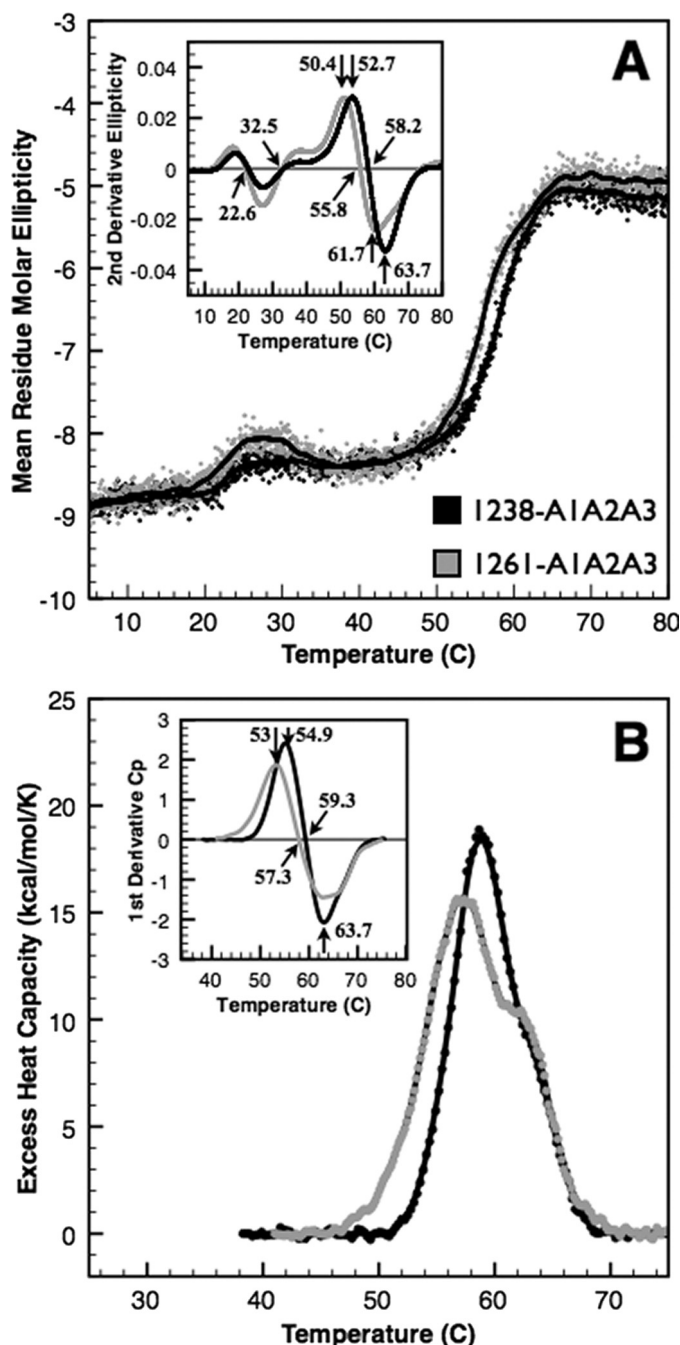 A
Mean Residue Molar Ellipticity
-3
-4
-5
-6
-7
-8
-9
-10
10 20 30 40 50 60 70 80
Temperature (C)
2nd Derivative Ellipticity
0.04
0.02
0
-0.02
-0.04
10 20 30 40 50 60 70 80
Temperature (C)
50.4 52.7
32.5 58.2
22.6 55.8
61.7 63.7
1238-A1A2A3
1261-A1A2A3
B
Excess Heat Capacity (kcal/mol/K)
25
20
15
10
5
0
30 40 50 60 70
Temperature (C)
1st Derivative Cp
3
2
1
0
-1
-2
-3
40 50 60 70 80
Temperature (C)
53 54.9
59.3
57.3
63.7